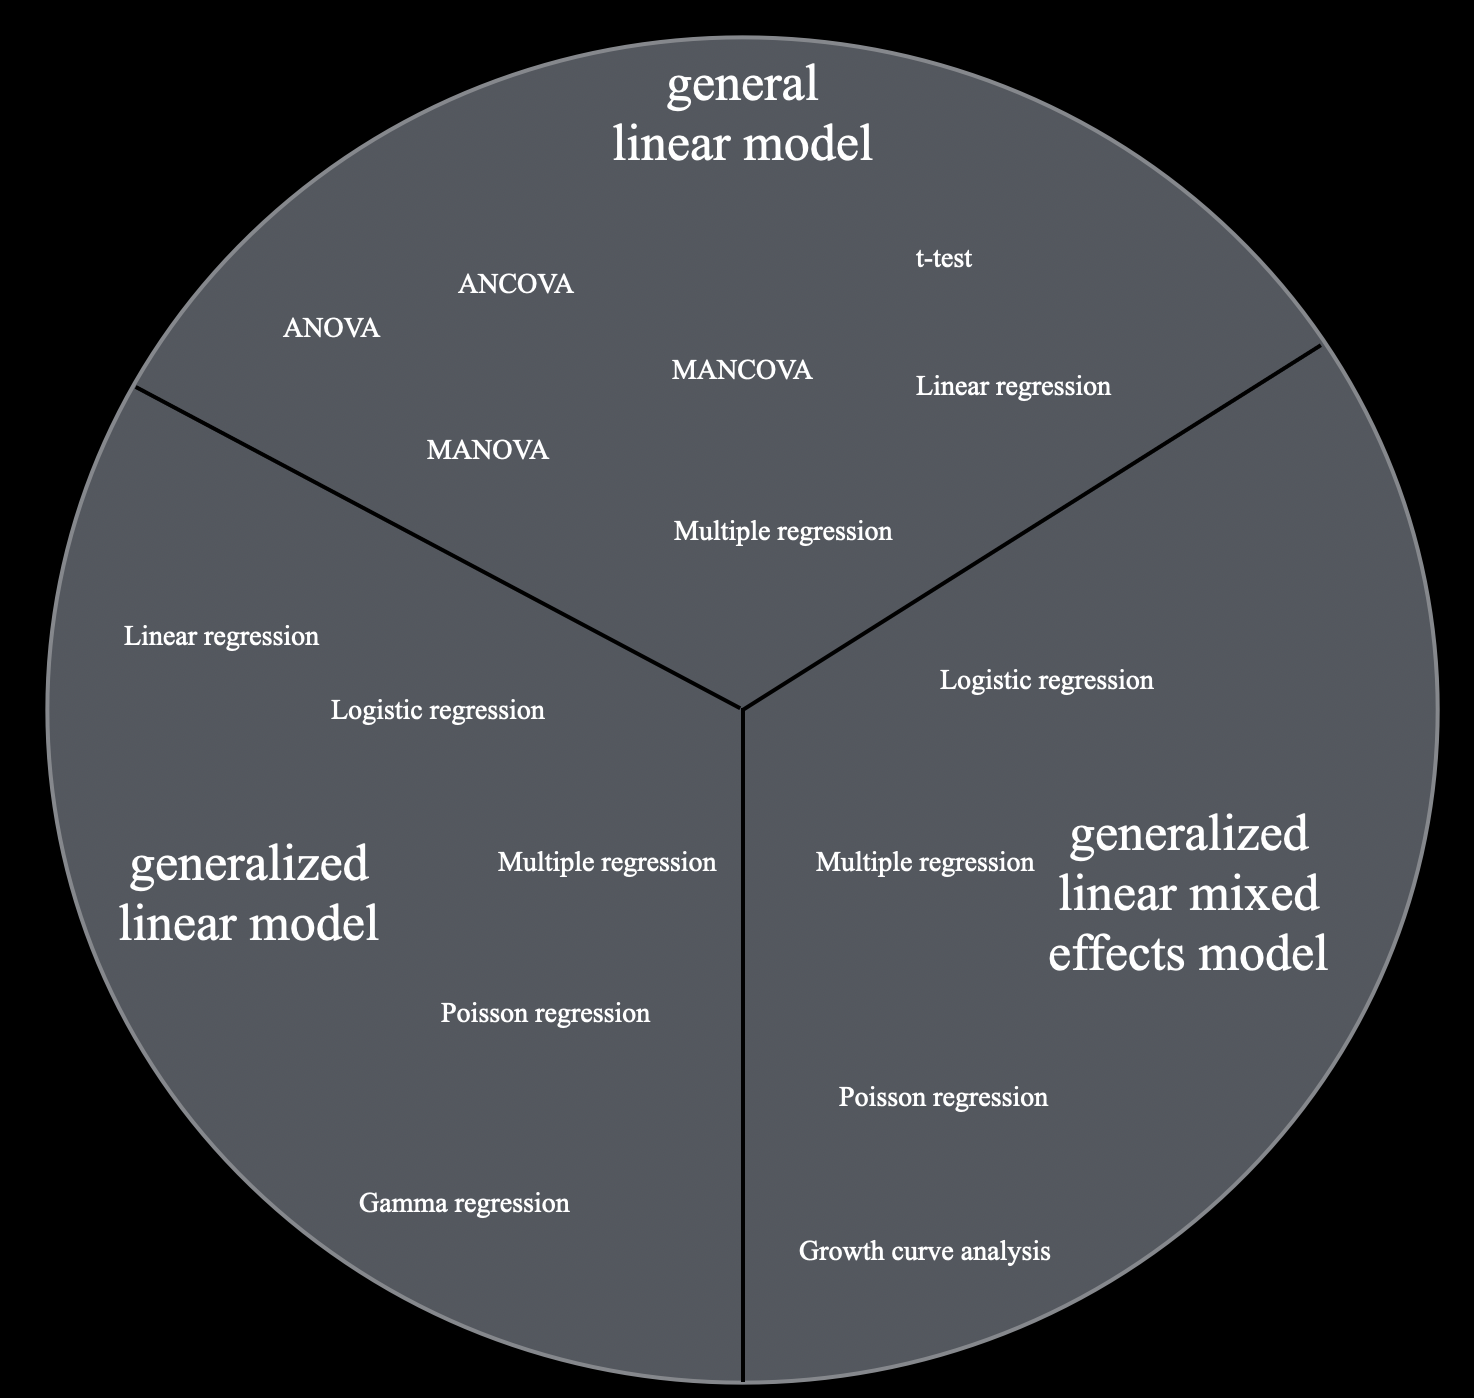 general
linear model
t-test
ANCOVA
ANOVA
MANCOVA
Linear regression
MANOVA
Multiple regression
Linear regression
Logistic regression
generalized
linear model
Multiple regression
Poisson regression
Gamma regression
Logistic regression
Multiple regression
generalized
linear mixed
effects model
Poisson regression
Growth curve analysis